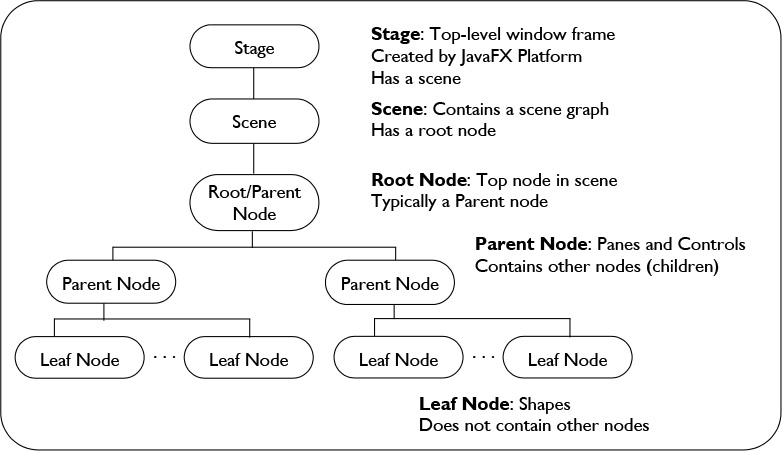 Stage
Stage: Top-level window frame
Created by JavaFX Platform
Has a scene
Scene
Scene: Contains a scene graph
Has a root node
Root/Parent
Node
Root Node: Top node in scene
Typically a Parent node
Parent Node: Panes and Controls
Contains other nodes (children)
Parent Node
Parent Node
Leaf Node
. . .
Leaf Node
Leaf Node
. . .
Leaf Node
Leaf Node: Shapes
Does not contain other nodes